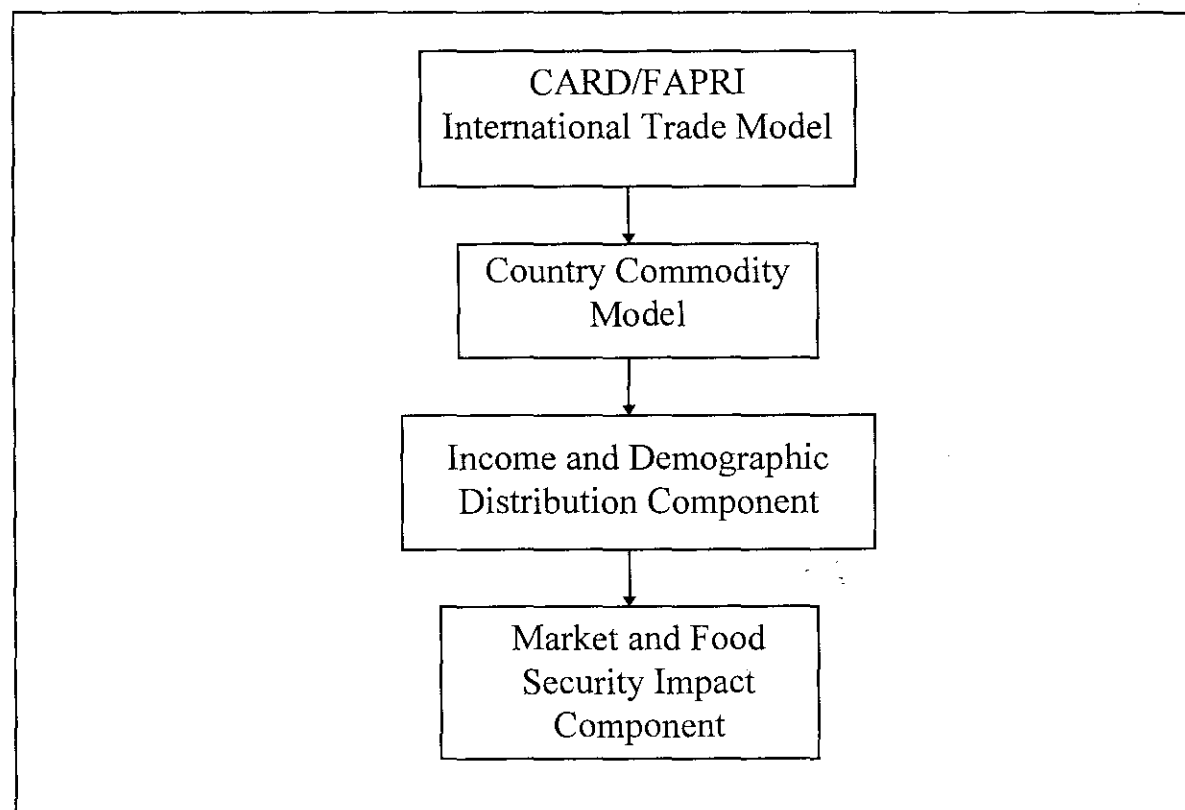 CARD/FAPRI
International Trade Model
Country Commodity
Model
Income and Demographic
Distribution Component
Market and Food
Security Impact
Component